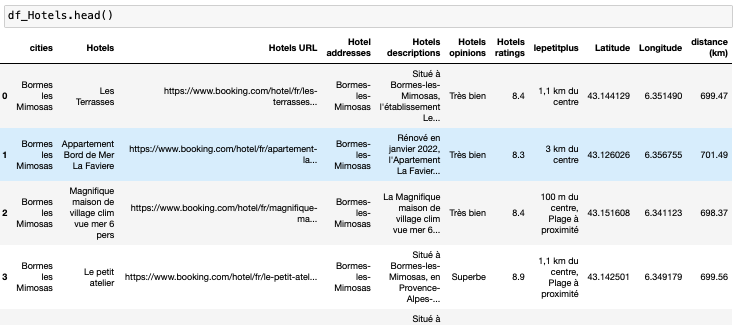 df_Hotels.head()
cities Hotels Hotels URL Hotel addresses Hotels descriptions Hotels opinions Hotels ratings lepetitplus Latitude Longitude distance (km)
0 Bormes les Mimosas Les Terrasses https://www.booking.com/hotel/fr/les-terrasses... Bormes-les-Mimosas Situé à Bormes-les-Mimosas, l'établissement Le... Très bien 8.4 1,1 km du centre 43.144129 6.351490 699.47
1 Bormes les Mimosas Appartement Bord de Mer La Faviere https://www.booking.com/hotel/fr/apartement-la... Bormes-les-Mimosas Rénové en janvier 2022, l'Apartement La Favier... Très bien 8.3 3 km du centre 43.126026 6.356755 701.49
2 Bormes les Mimosas Magnifique maison de village clim vue mer 6 pers https://www.booking.com/hotel/fr/magnifique-ma... Bormes-les-Mimosas La Magnifique maison de village clim vue mer 6... Très bien 8.4 100 m du centre, Plage à proximité 43.151608 6.341123 698.37
3 Bormes les Mimosas Le petit atelier https://www.booking.com/hotel/fr/le-petit-atel... Bormes-les-Mimosas Situé à Bormes-les-Mimosas, en Provence-Alpes-... Superbe 8.9 1,1 km du centre, Plage à proximité 43.142501 6.349179 699.56
Situé à